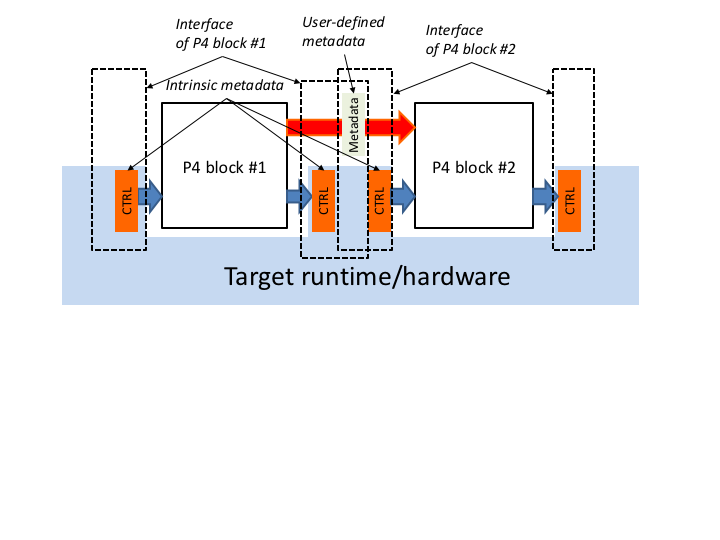 Interface
of P4 block #1
User-defined
metadata
Interface
of P4 block #2
Intrinsic metadata
Metadata
P4 block #1
P4 block #2
CTRL
CTRL
CTRL
CTRL
Target runtime/hardware